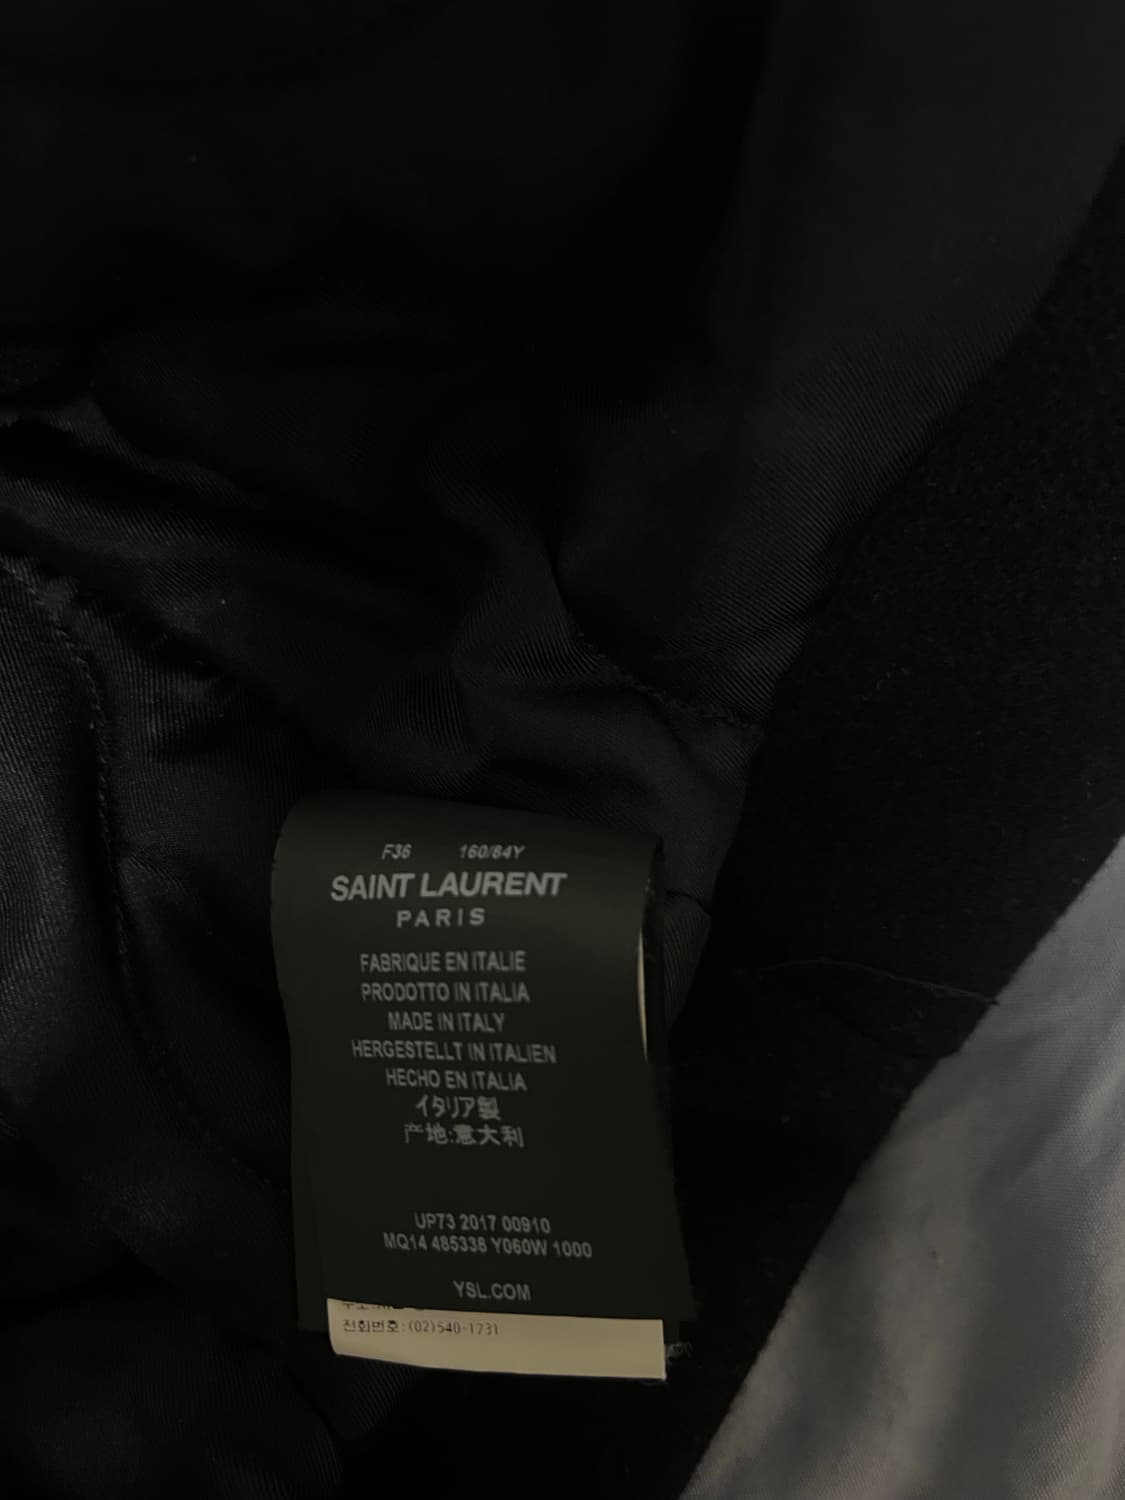 F36 160/84Y
SAINT LAURENT
PARIS
FABRIQUE EN ITALIE
PRODOTTO IN ITALIA
MADE IN ITALY
HERGESTELLT IN ITALIEN
HECHO EN ITALIA
イタリア製
产地:意大利
UP73 2017 00910
MQ14 485338 Y060W 1000
YSL.COM
전화번호:(02)540-1731